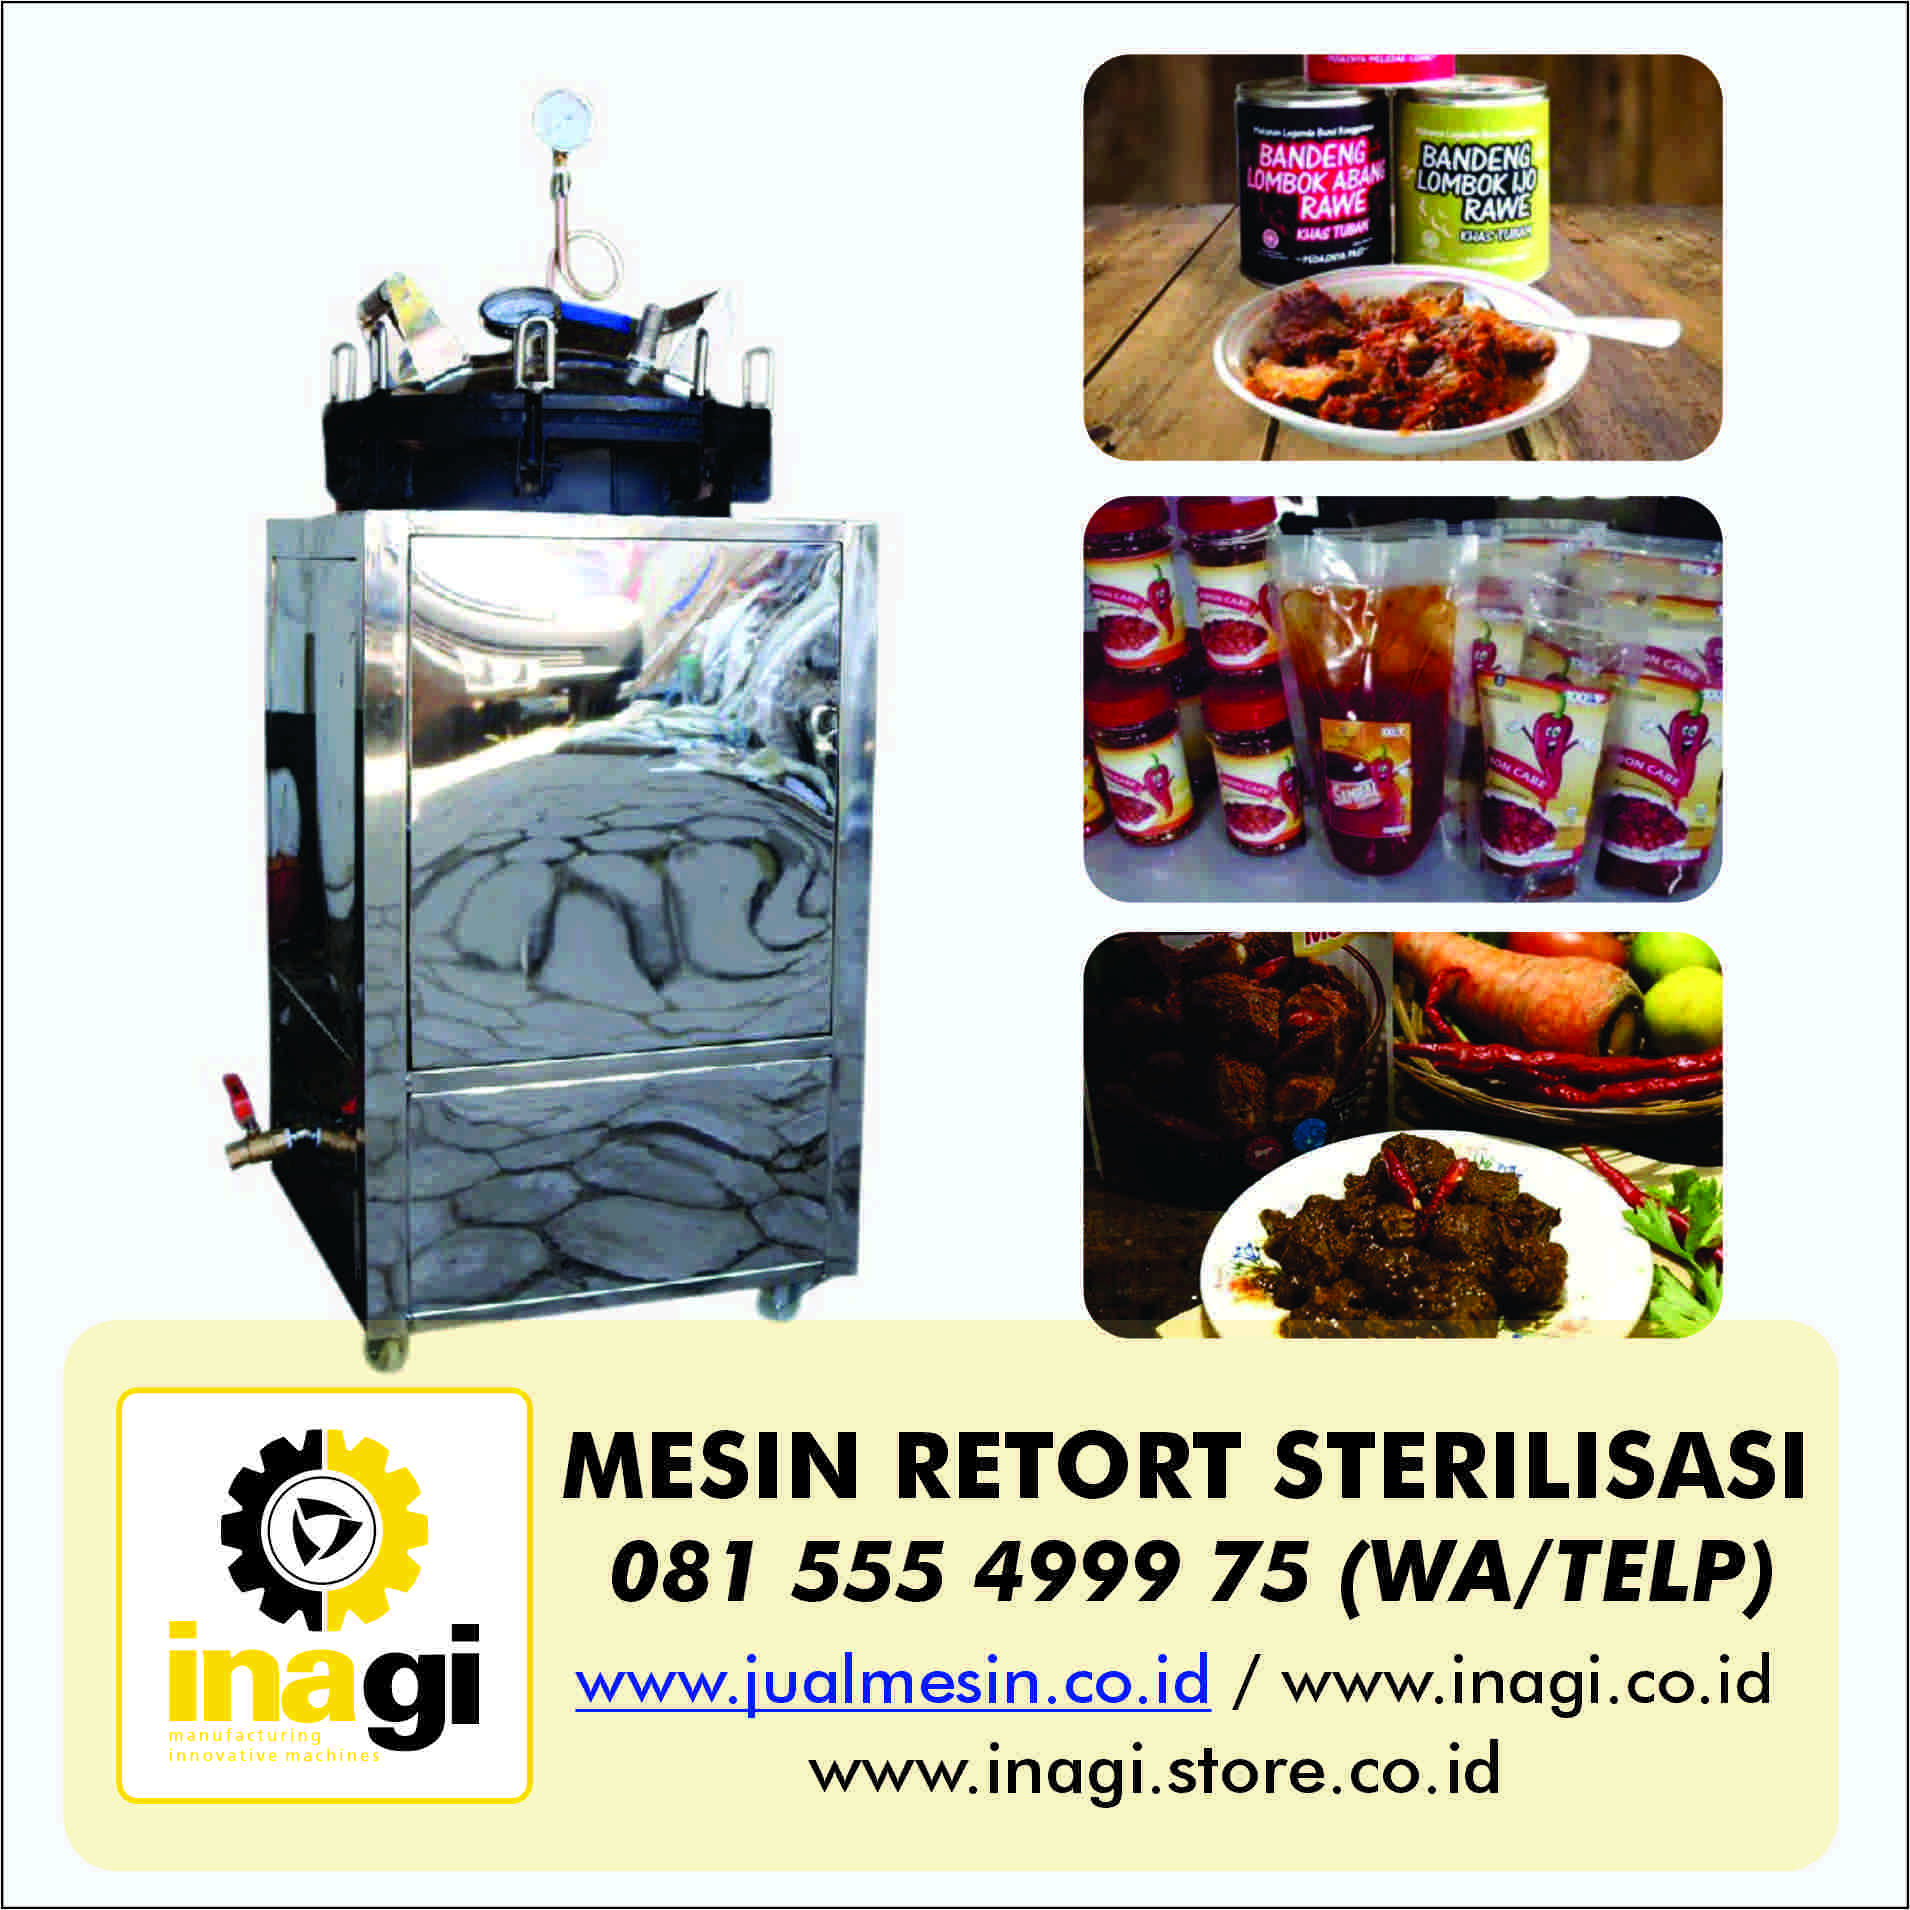 BANDENG
LOMBOK ABANG
RAWE
KHAS TUBAN
BANDENG
LOMBOK IJO
RAWE
KHAS TUBAN
MESIN RETORT STERILISASI
081 555 4999 75 (WA/TELP)
www.jualmesin.co.id / www.inagi.co.id
www.inagi.store.co.id
inagi
manufacturing
innovative machines